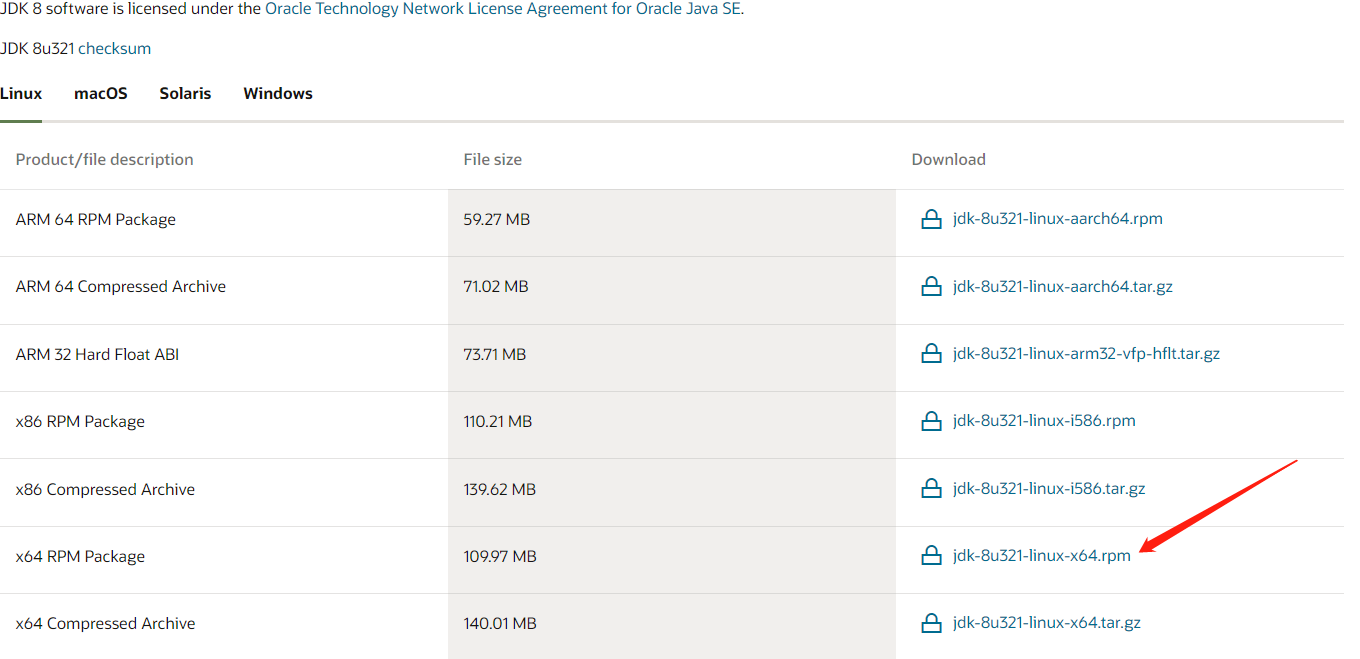 JDK 8 software is licensed under the Oracle Technology Network License Agreement for Oracle Java SE.
JDK 8u321 checksum
Linux macOS Solaris Windows
Product/file description File size Download
ARM 64 RPM Package 59.27 MB jdk-8u321-linux-aarch64.rpm
ARM 64 Compressed Archive 71.02 MB jdk-8u321-linux-aarch64.tar.gz
ARM 32 Hard Float ABI 73.71 MB jdk-8u321-linux-arm32-vfp-hflt.tar.gz
x86 RPM Package 110.21 MB jdk-8u321-linux-i586.rpm
x86 Compressed Archive 139.62 MB jdk-8u321-linux-i586.tar.gz
x64 RPM Package 109.97 MB jdk-8u321-linux-x64.rpm
x64 Compressed Archive 140.01 MB jdk-8u321-linux-x64.tar.gz